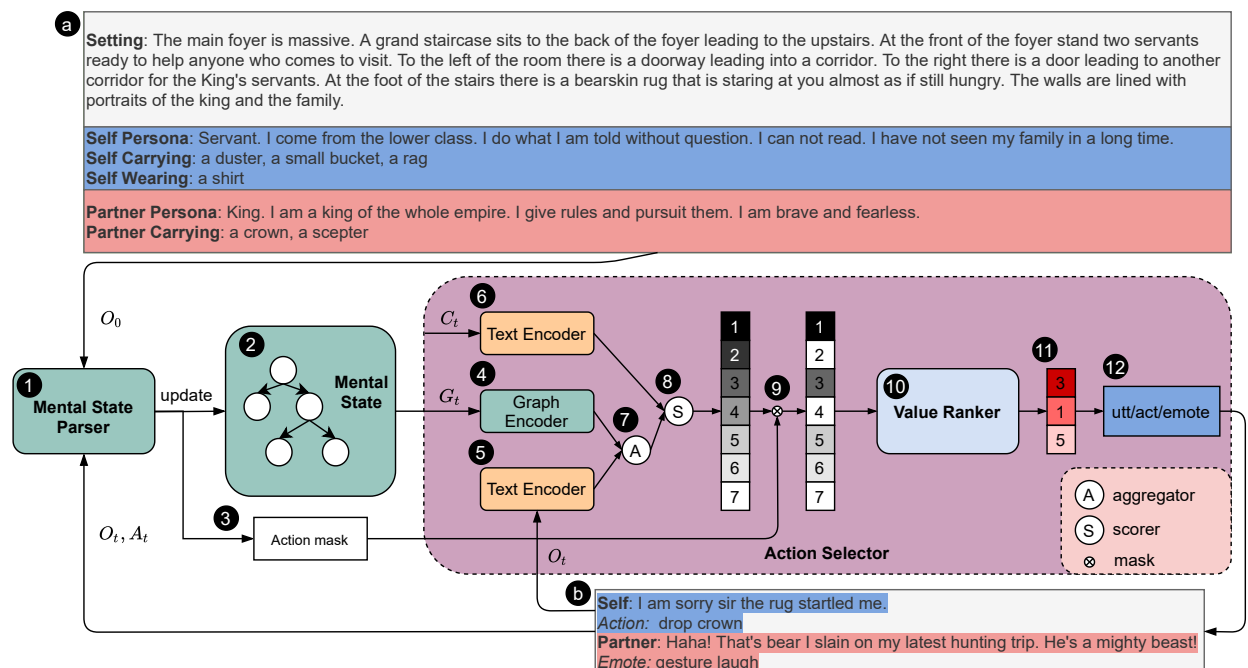 a
Setting: The main foyer is massive. A grand staircase sits to the back of the foyer leading to the upstairs. At the front of the foyer stand two servants
ready to help anyone who comes to visit. To the left of the room there is a doorway leading into a corridor. To the right there is a door leading to another
corridor for the King's servants. At the foot of the stairs there is a bearskin rug that is staring at you almost as if still hungry. The walls are lined with
portraits of the king and the family.
Self Persona: Servant. I come from the lower class. I do what I am told without question. I can not read. I have not seen my family in a long time.
Self Carrying: a duster, a small bucket, a rag
Self Wearing: a shirt
Partner Persona: King. I am a king of the whole empire. I give rules and pursuit them. I am brave and fearless.
Partner Carrying: a crown, a scepter
O_0
1
Mental State
Parser
update
2
Mental
State
3
Action mask
O_t, A_t
C_t
6
Text Encoder
G_t
4
Graph
Encoder
5
Text Encoder
O_t
7
A
8
S
1
2
3
4
5
6
7
9
1
2
3
4
5
6
7
10
Value Ranker
11
3
1
5
12
utt/act/emote
A aggregator
S scorer
⊗ mask
Action Selector
b
Self: I am sorry sir the rug startled me.
Action: drop crown
Partner: Haha! That's bear I slain on my latest hunting trip. He's a mighty beast!
Emote: gesture laugh